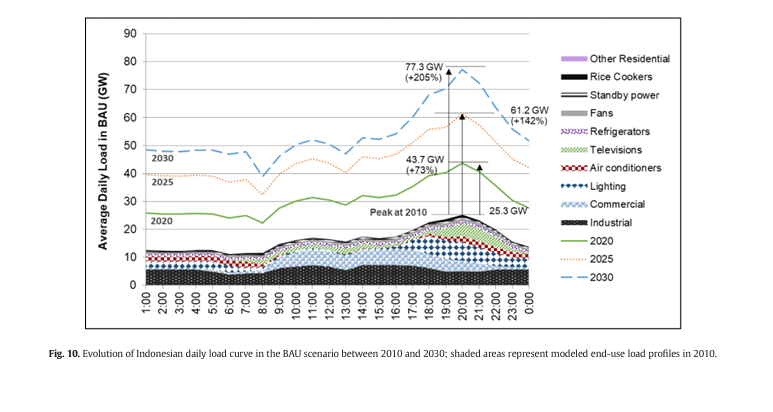 90
80
70
60
50
40
30
20
10
0
Average Daily Load in BAU (GW)
77.3 GW
(+205%)
61.2 GW
(+142%)
43.7 GW
(+73%)
Peak at 2010
25.3 GW
2030
2025
2020
1:00
2:00
3:00
4:00
5:00
6:00
7:00
8:00
9:00
10:00
11:00
12:00
13:00
14:00
15:00
16:00
17:00
18:00
19:00
20:00
21:00
22:00
23:00
0:00
Other Residential
Rice Cookers
Standby power
Fans
Refrigerators
Televisions
Air conditioners
Lighting
Commercial
Industrial
2020
2025
2030
Fig. 10. Evolution of Indonesian daily load curve in the BAU scenario between 2010 and 2030; shaded areas represent modeled end-use load profiles in 2010.